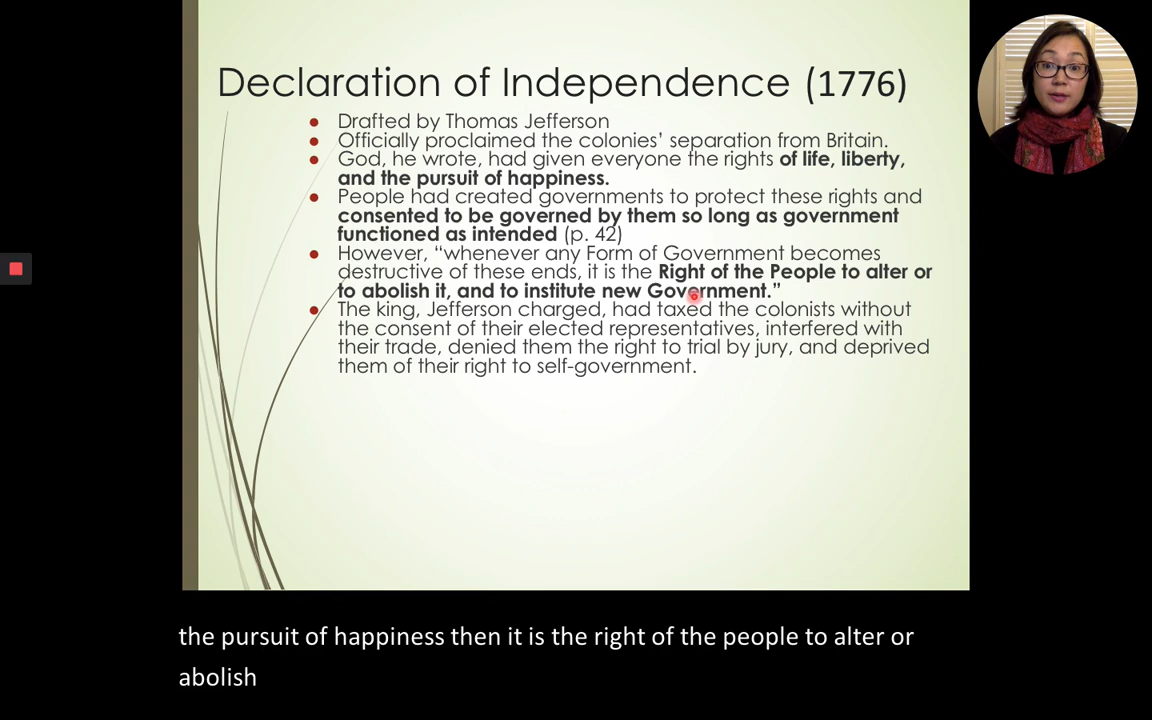 Declaration of Independence (1776)
● Drafted by Thomas Jefferson
● Officially proclaimed the colonies’ separation from Britain.
● God, he wrote, had given everyone the rights of life, liberty,
and the pursuit of happiness.
● People had created governments to protect these rights and
consented to be governed by them so long as government
functioned as intended (p. 42)
● However, “whenever any Form of Government becomes
destructive of these ends, it is the Right of the People to alter or
to abolish it, and to institute new Government.”
● The king, Jefferson charged, had taxed the colonists without
the consent of their elected representatives, interfered with
their trade, denied them the right to trial by jury, and deprived
them of their right to self-government.
the pursuit of happiness then it is the right of the people to alter or
abolish